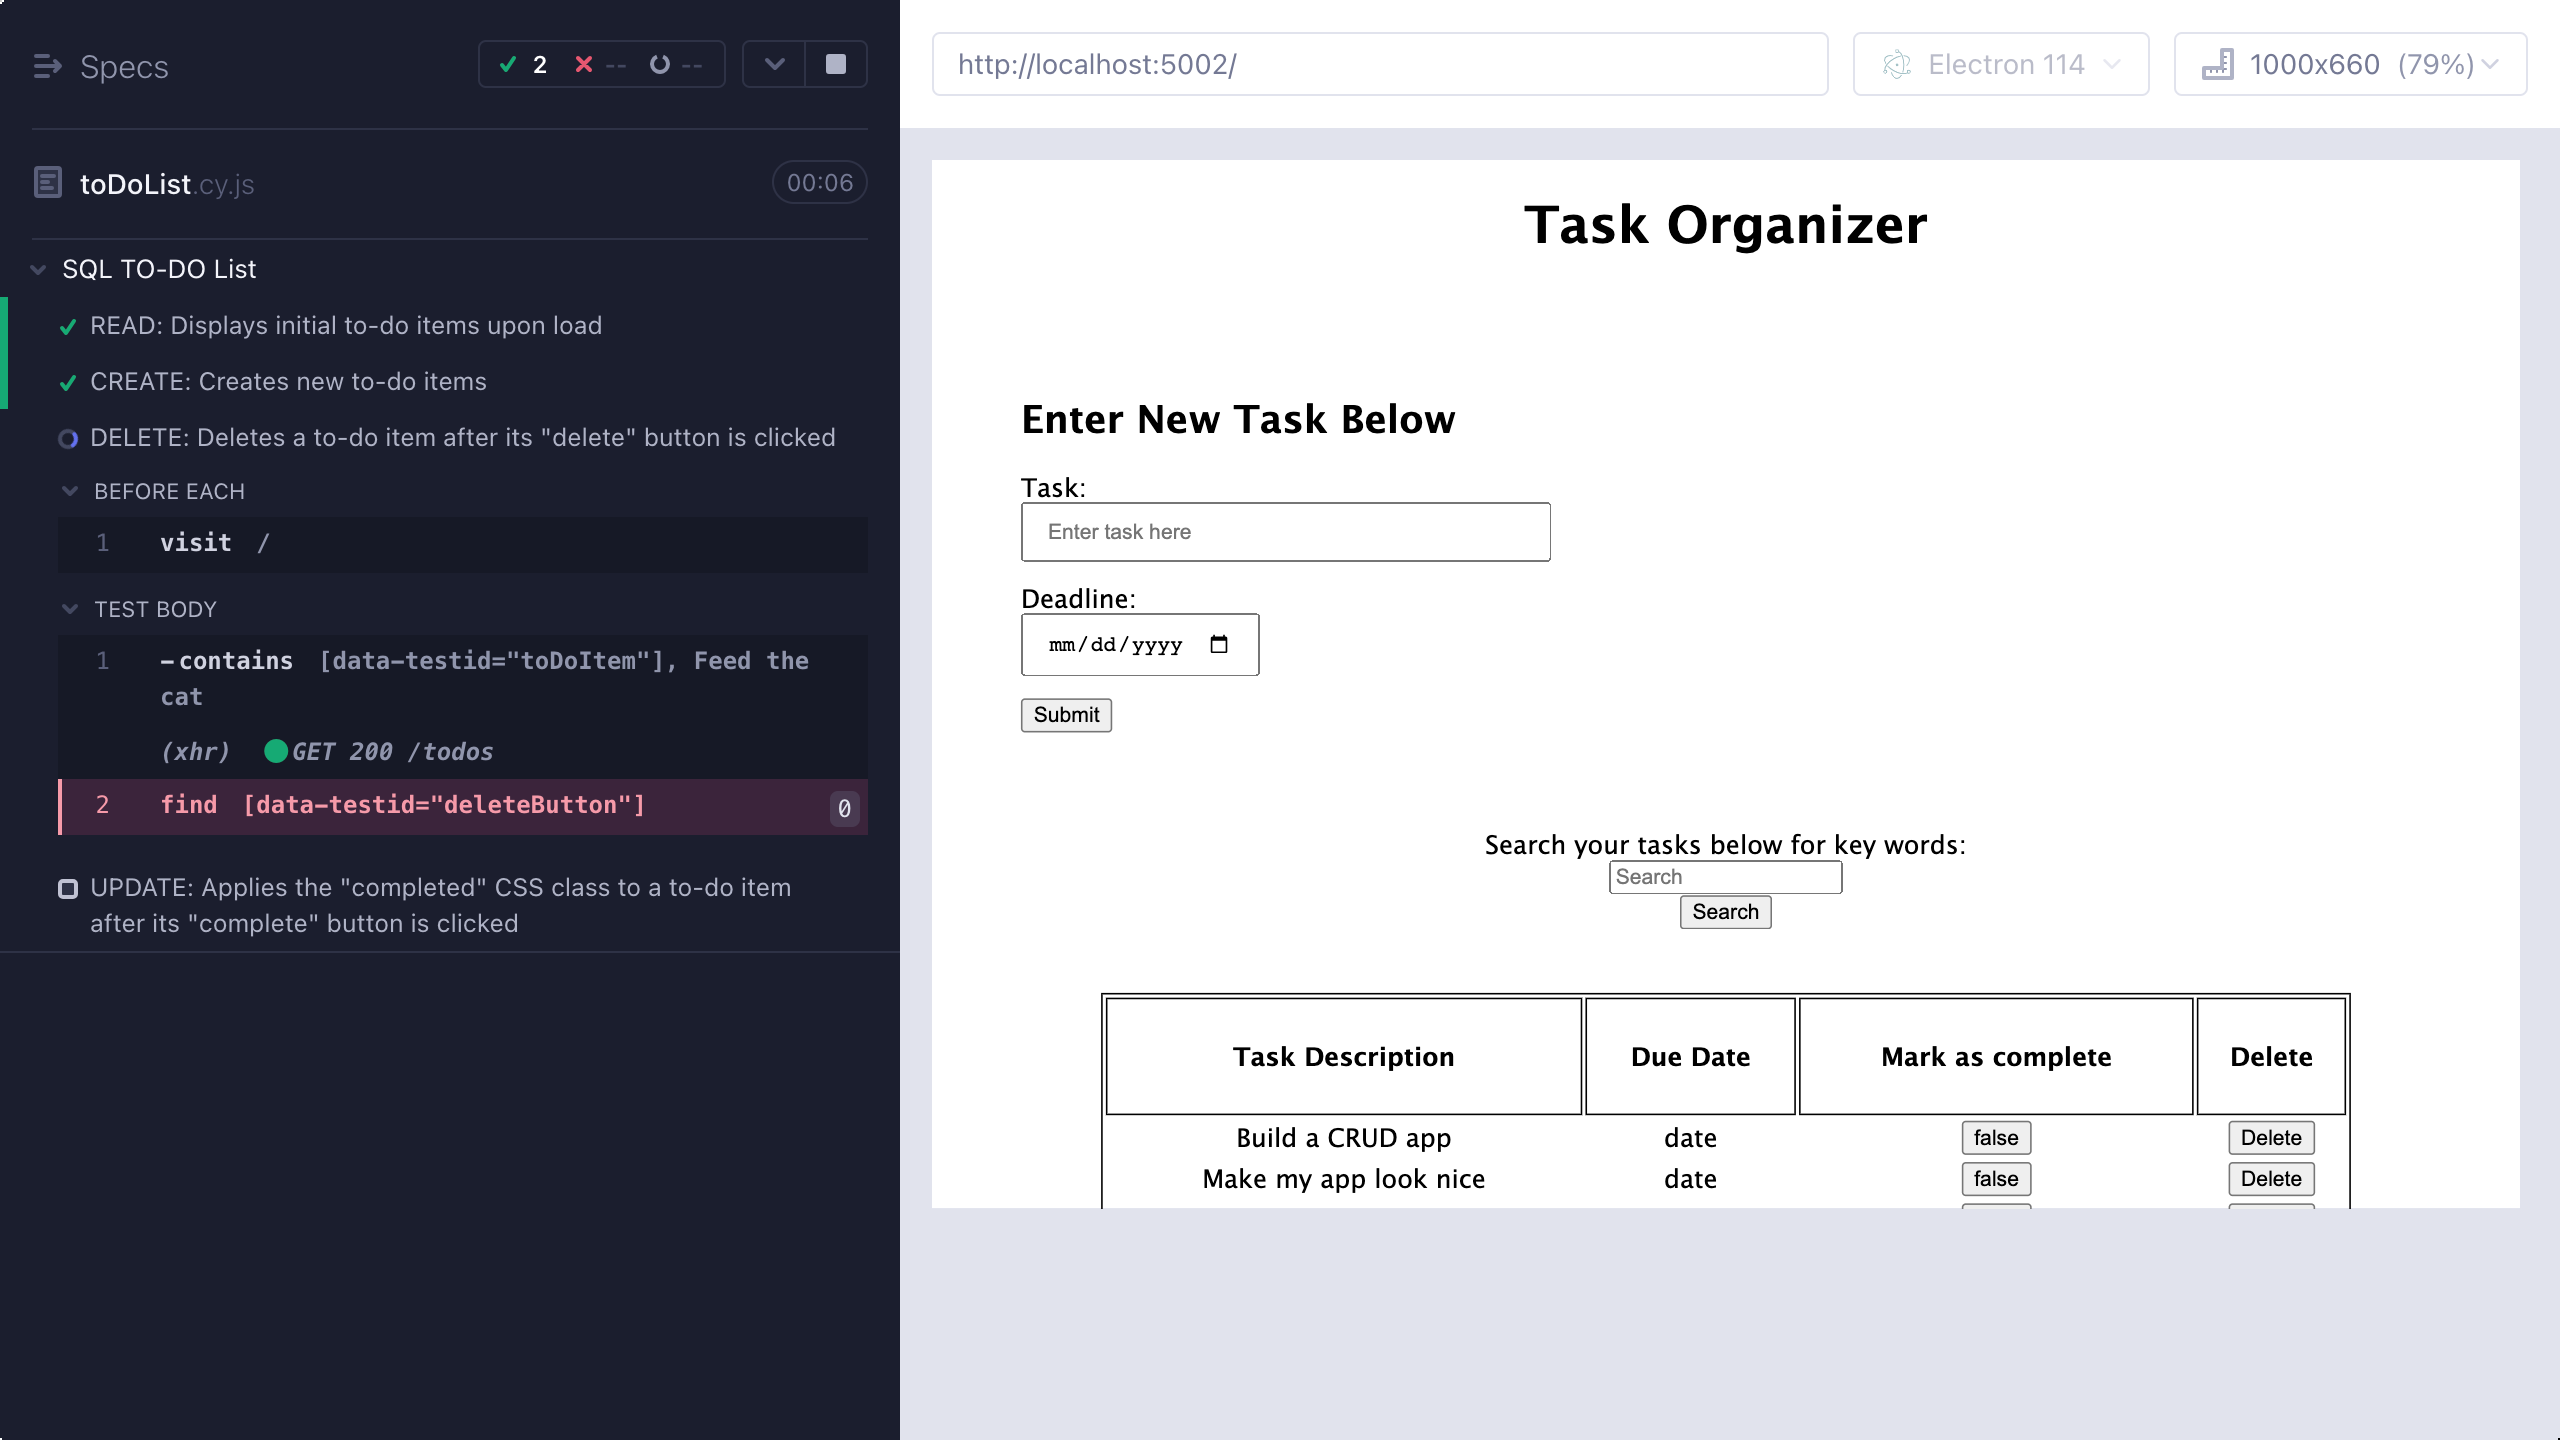 Specs
2 -- --
toDoList.cy.js
00:06
SQL TO-DO List
READ: Displays initial to-do items upon load
CREATE: Creates new to-do items
DELETE: Deletes a to-do item after its "delete" button is clicked
BEFORE EACH
1 visit /
TEST BODY
1 -contains [data-testid="toDoItem"], Feed the
cat
(xhr) GET 200 /todos
2 find [data-testid="deleteButton"] 0
UPDATE: Applies the "completed" CSS class to a to-do item
after its "complete" button is clicked
http://localhost:5002/
Electron 114
1000x660 (79%)
Task Organizer
Enter New Task Below
Task:
Enter task here
Deadline:
mm/dd/yyyy
Submit
Search your tasks below for key words:
Search
Search
Task Description Due Date Mark as complete Delete
Build a CRUD app date false Delete
Make my app look nice date false Delete